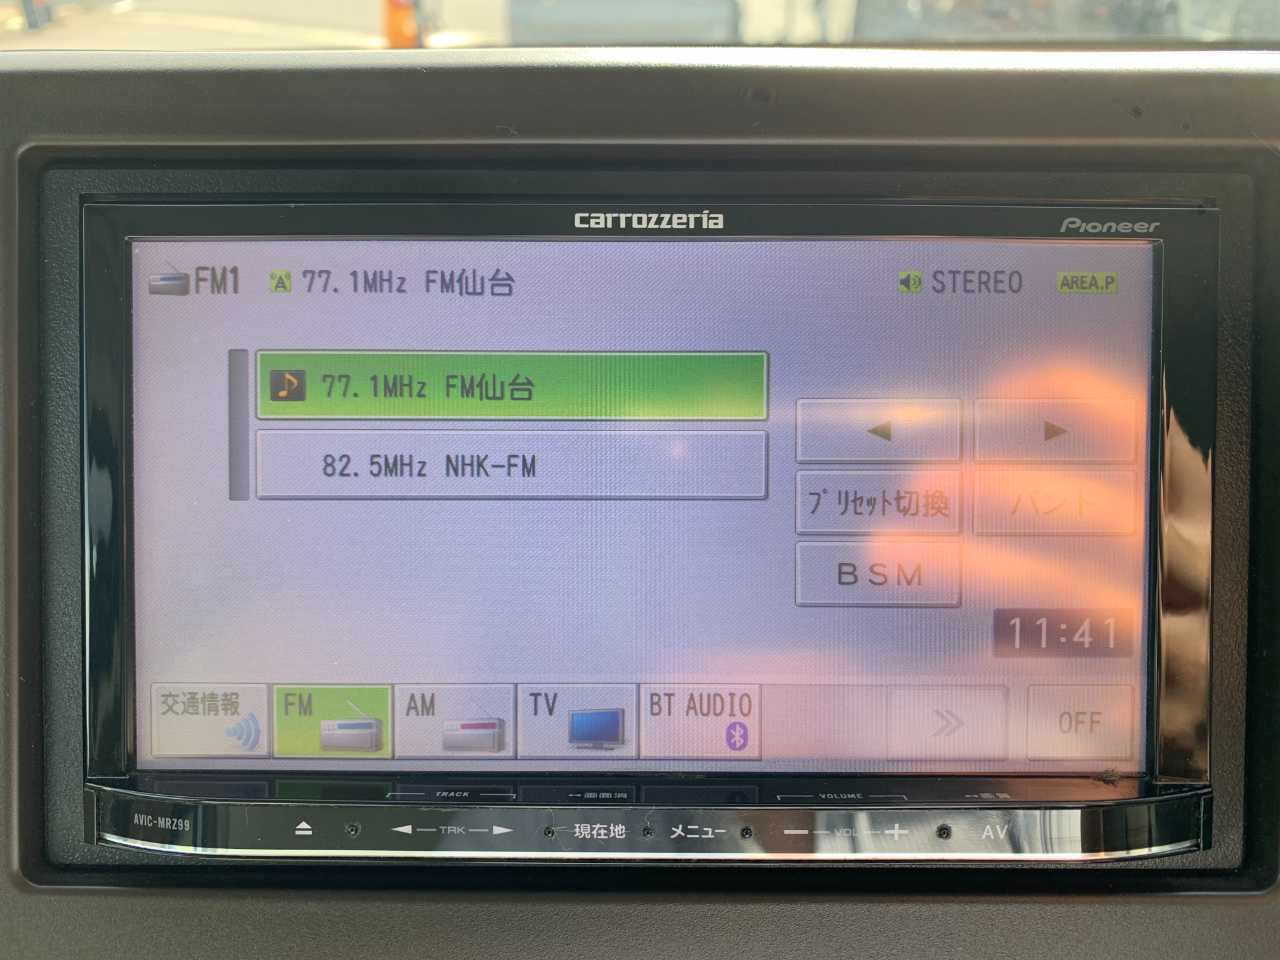 carrozzeria
Pioneer
FM1 77.1MHz FM仙台 STEREO AREA.P
77.1MHz FM仙台
82.5MHz NHK-FM
プリセット切換 バンド
BSM
11:41
交通情報 FM AM TV BT AUDIO OFF
TRACK VOLUME
AVIC-MRZ99 TRK 現在地 メニュー VOL AV